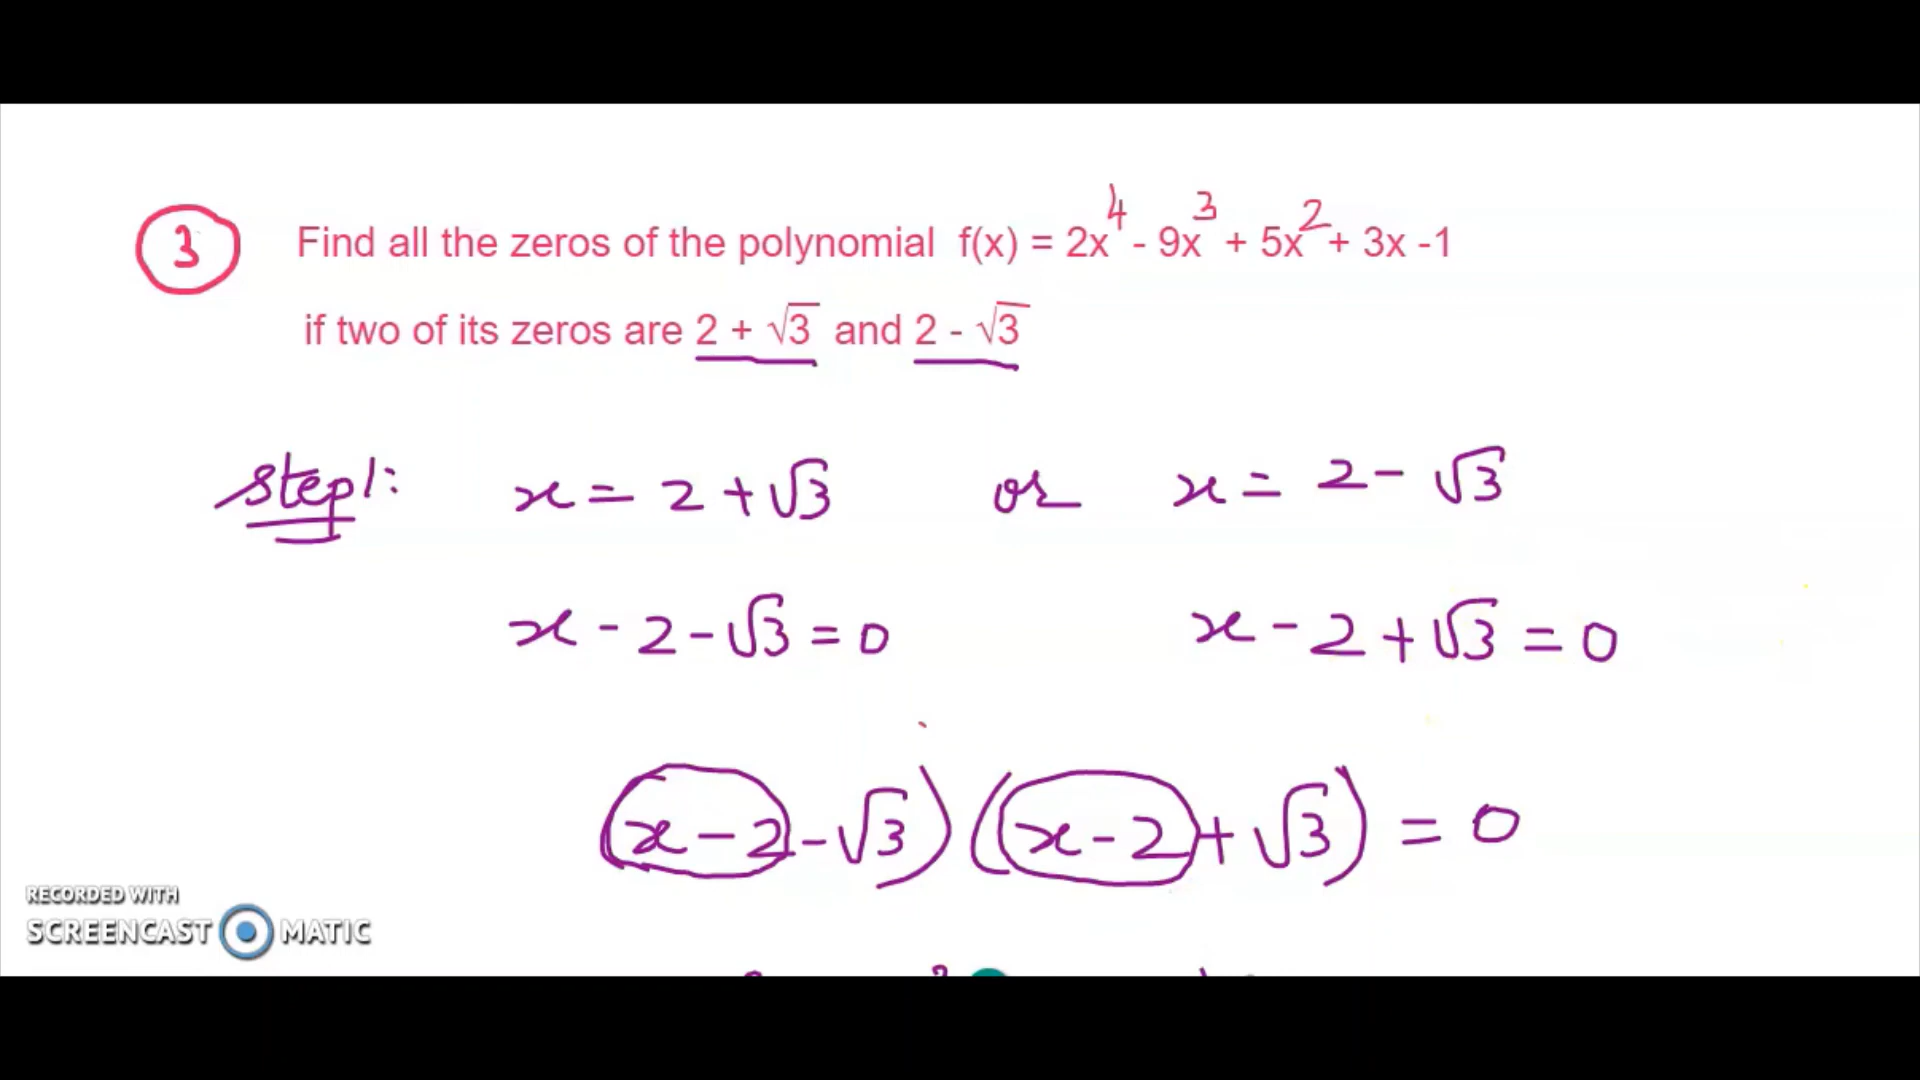 3 Find all the zeros of the polynomial f(x) = 2x⁴ - 9x³ + 5x² + 3x -1
if two of its zeros are 2 + √3 and 2 - √3
Step1: x = 2 + √3 or x = 2 - √3
x - 2 - √3 = 0 x - 2 + √3 = 0
(x - 2 - √3) (x - 2 + √3) = 0
RECORDED WITH
SCREENCAST MATIC